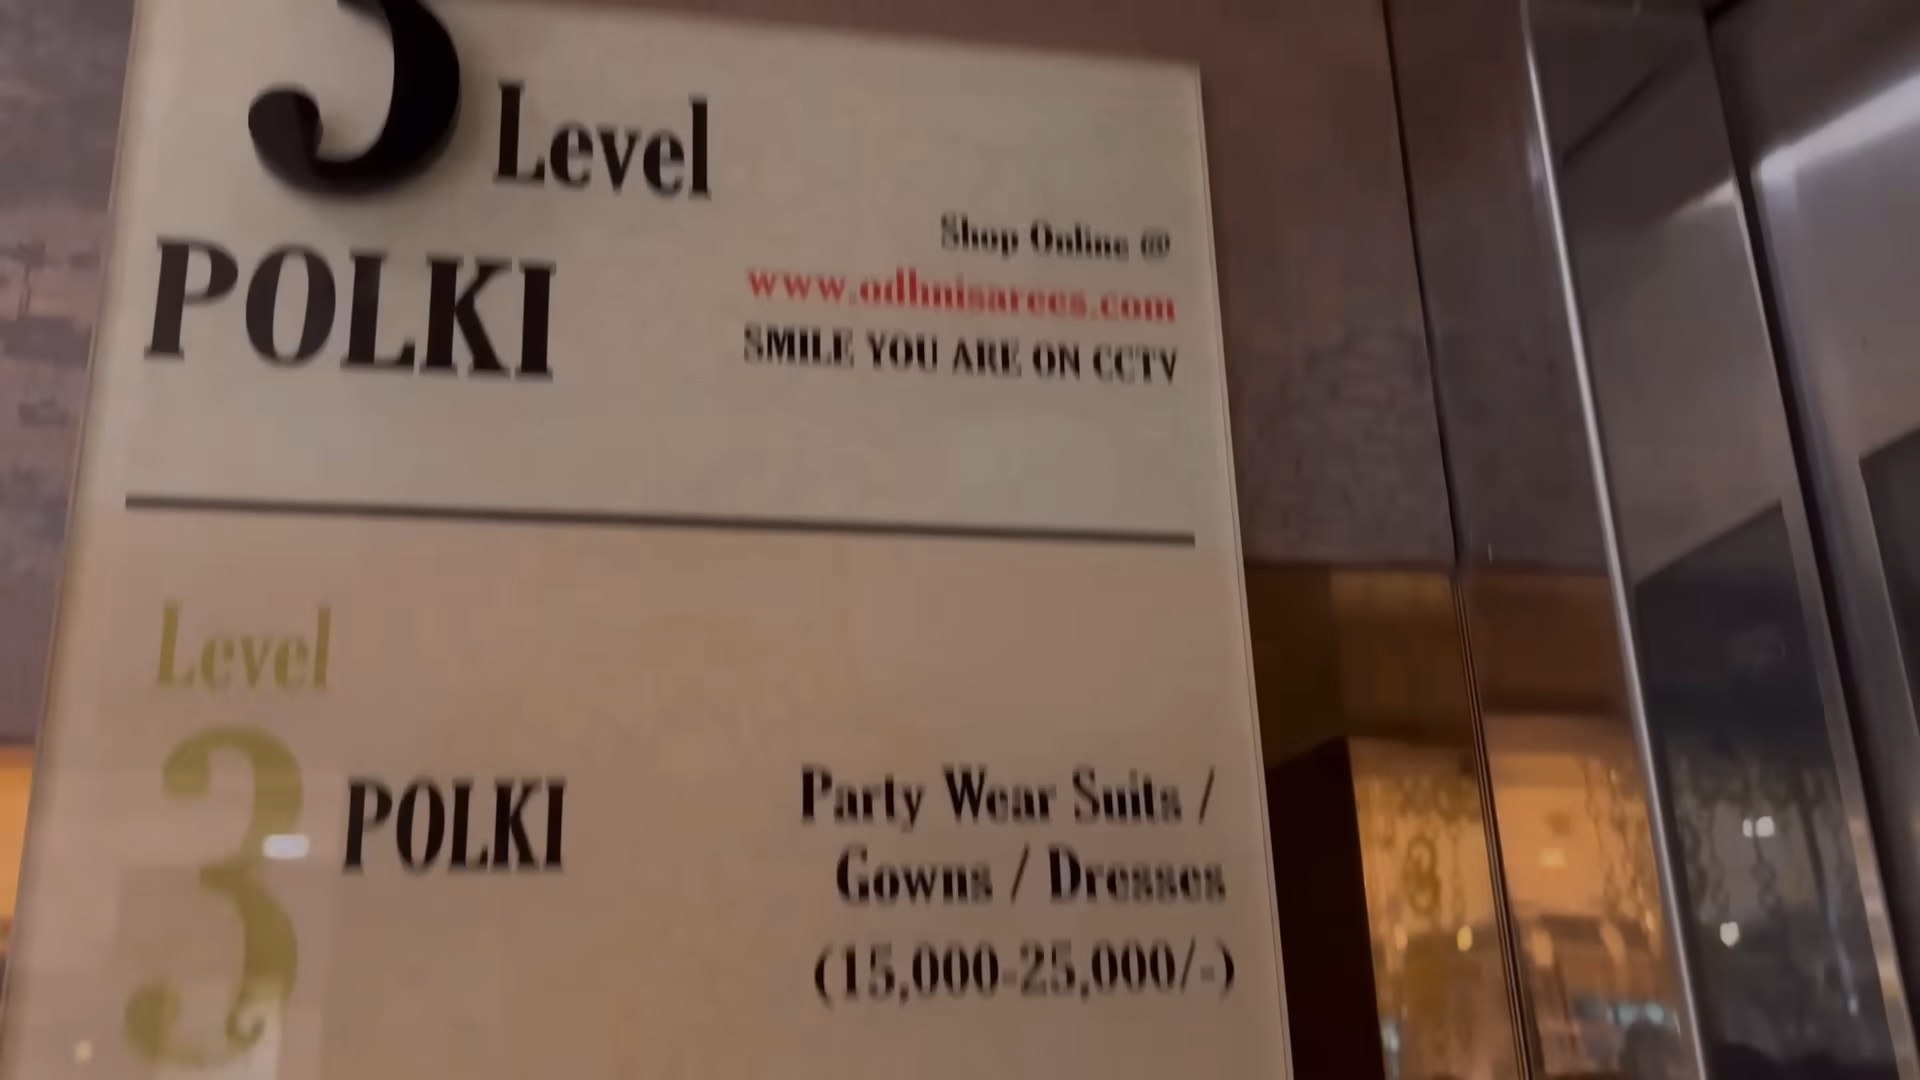 3 Level
POLKI
Shop Online @
www.odhnisarees.com
SMILE YOU ARE ON CCTV
Level
3 POLKI
Party Wear Suits /
Gowns / Dresses
(15,000-25,000/-)